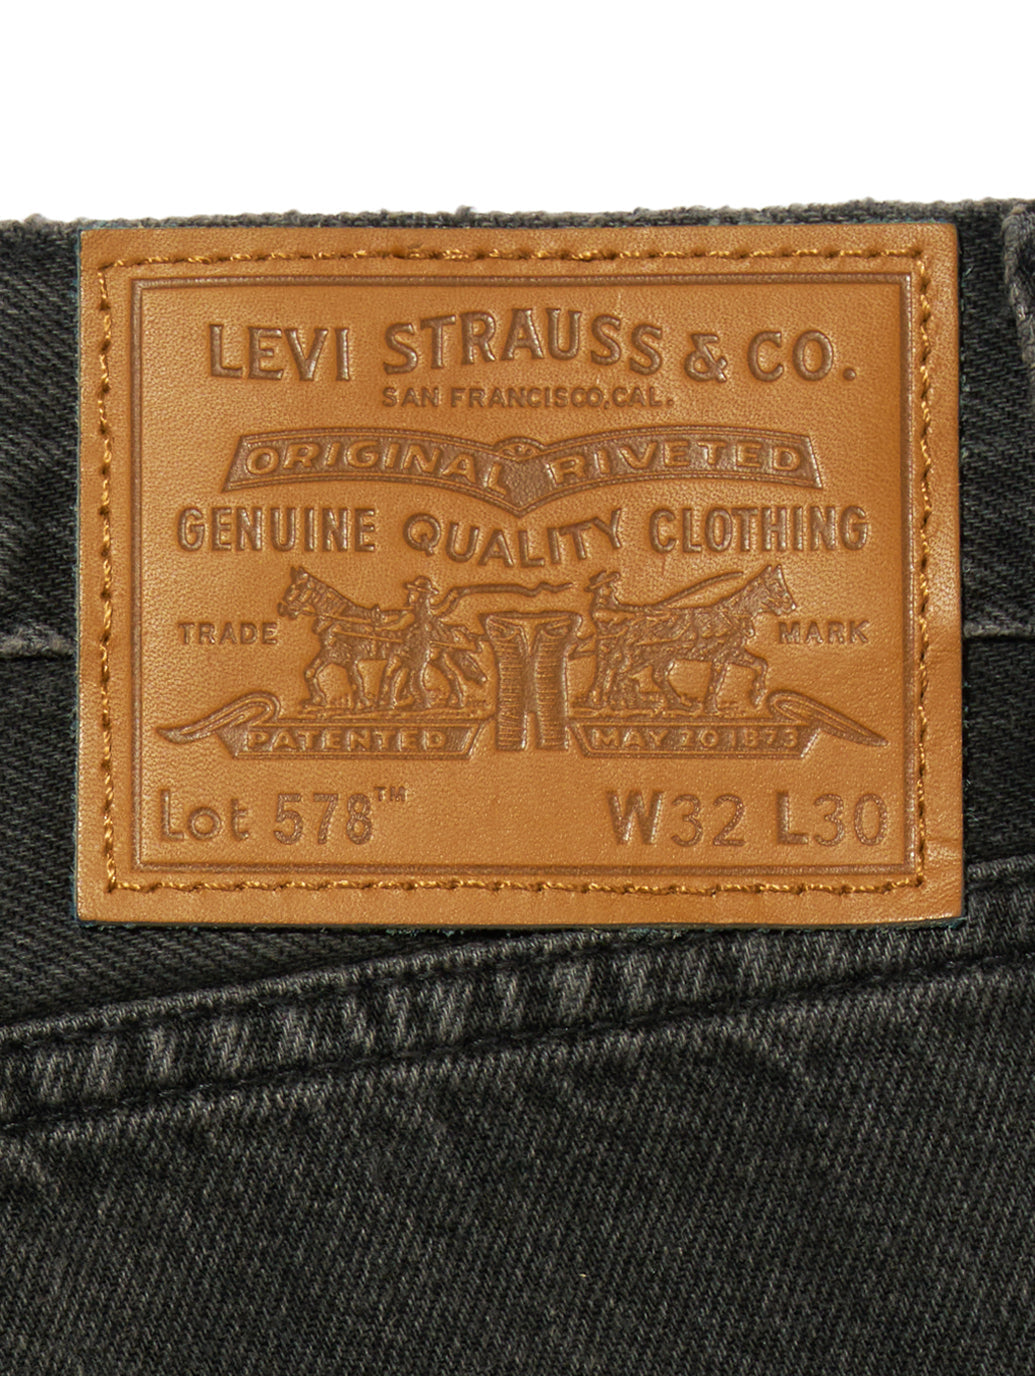 LEVI STRAUSS & CO.
SAN FRANCISCO, CAL.
ORIGINAL RIVETED
GENUINE QUALITY CLOTHING
TRADE MARK
PATENTED MAY 20 1873
Lot 578™ W32 L30